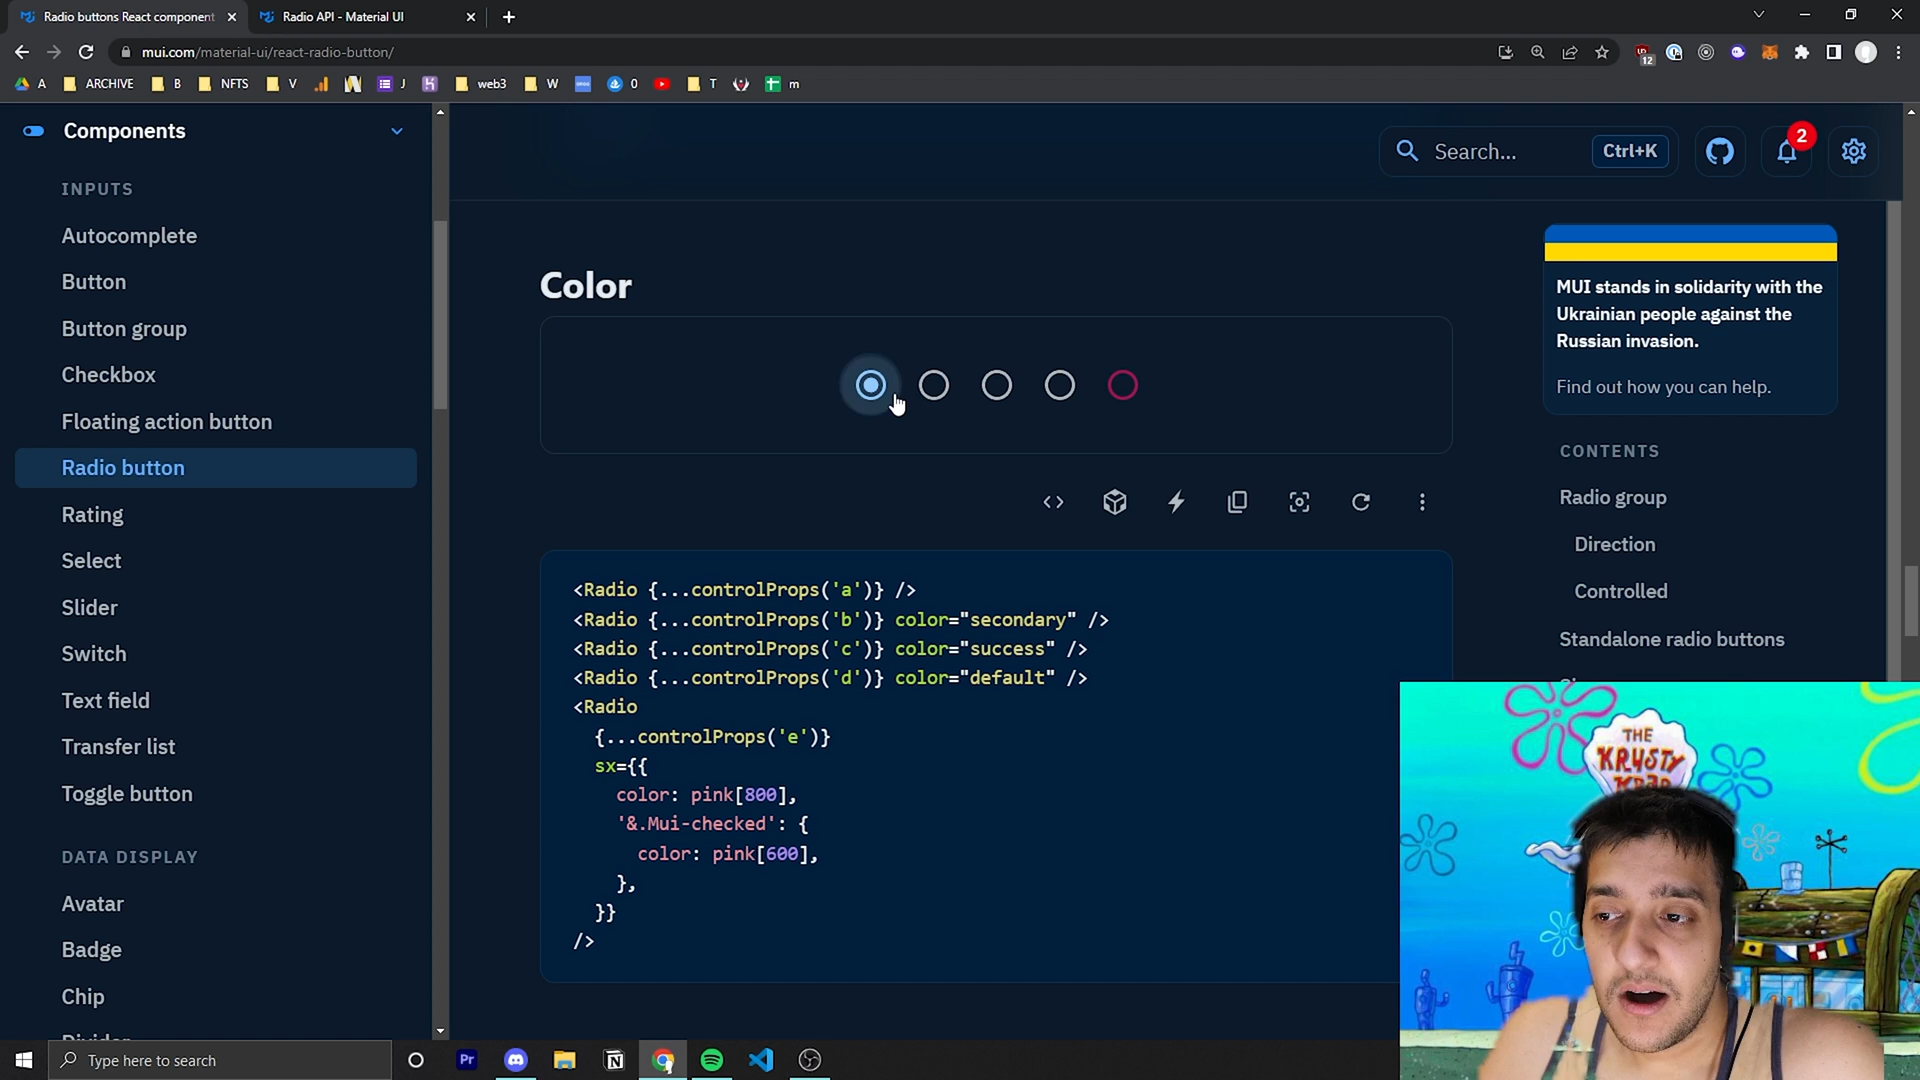 Radio buttons React component
Radio API - Material UI
mui.com/material-ui/react-radio-button/
12
A
ARCHIVE
B
NFTS
V
J
web3
W
0
T
m
Components
INPUTS
Autocomplete
Button
Button group
Checkbox
Floating action button
Radio button
Rating
Select
Slider
Switch
Text field
Transfer list
Toggle button
DATA DISPLAY
Avatar
Badge
Chip
Divider
Search...
Ctrl+K
2
Color
<Radio {...controlProps('a')} />
<Radio {...controlProps('b')} color="secondary" />
<Radio {...controlProps('c')} color="success" />
<Radio {...controlProps('d')} color="default" />
<Radio
{...controlProps('e')}
sx={{
color: pink[800],
'&.Mui-checked': {
color: pink[600],
},
}}
/>
MUI stands in solidarity with the
Ukrainian people against the
Russian invasion.
Find out how you can help.
CONTENTS
Radio group
Direction
Controlled
Standalone radio buttons
THE
KRUSTY
KRAB
Type here to search
Pr